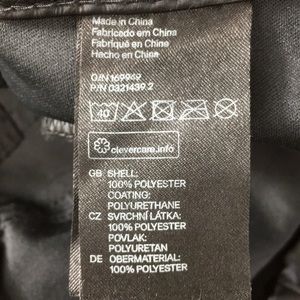 Made in China
Fabricado em China
Fabriqué en China
Hecho en China
O/N 169949
P/N 0321439.2
40
clevercare.info
GB SHELL:
100% POLYESTER
COATING:
POLYURETHANE
CZ SVRCHNÍ LÁTKA:
100% POLYESTER
POVLAK:
POLYURETAN
DE OBERMATERIAL:
100% POLYESTER